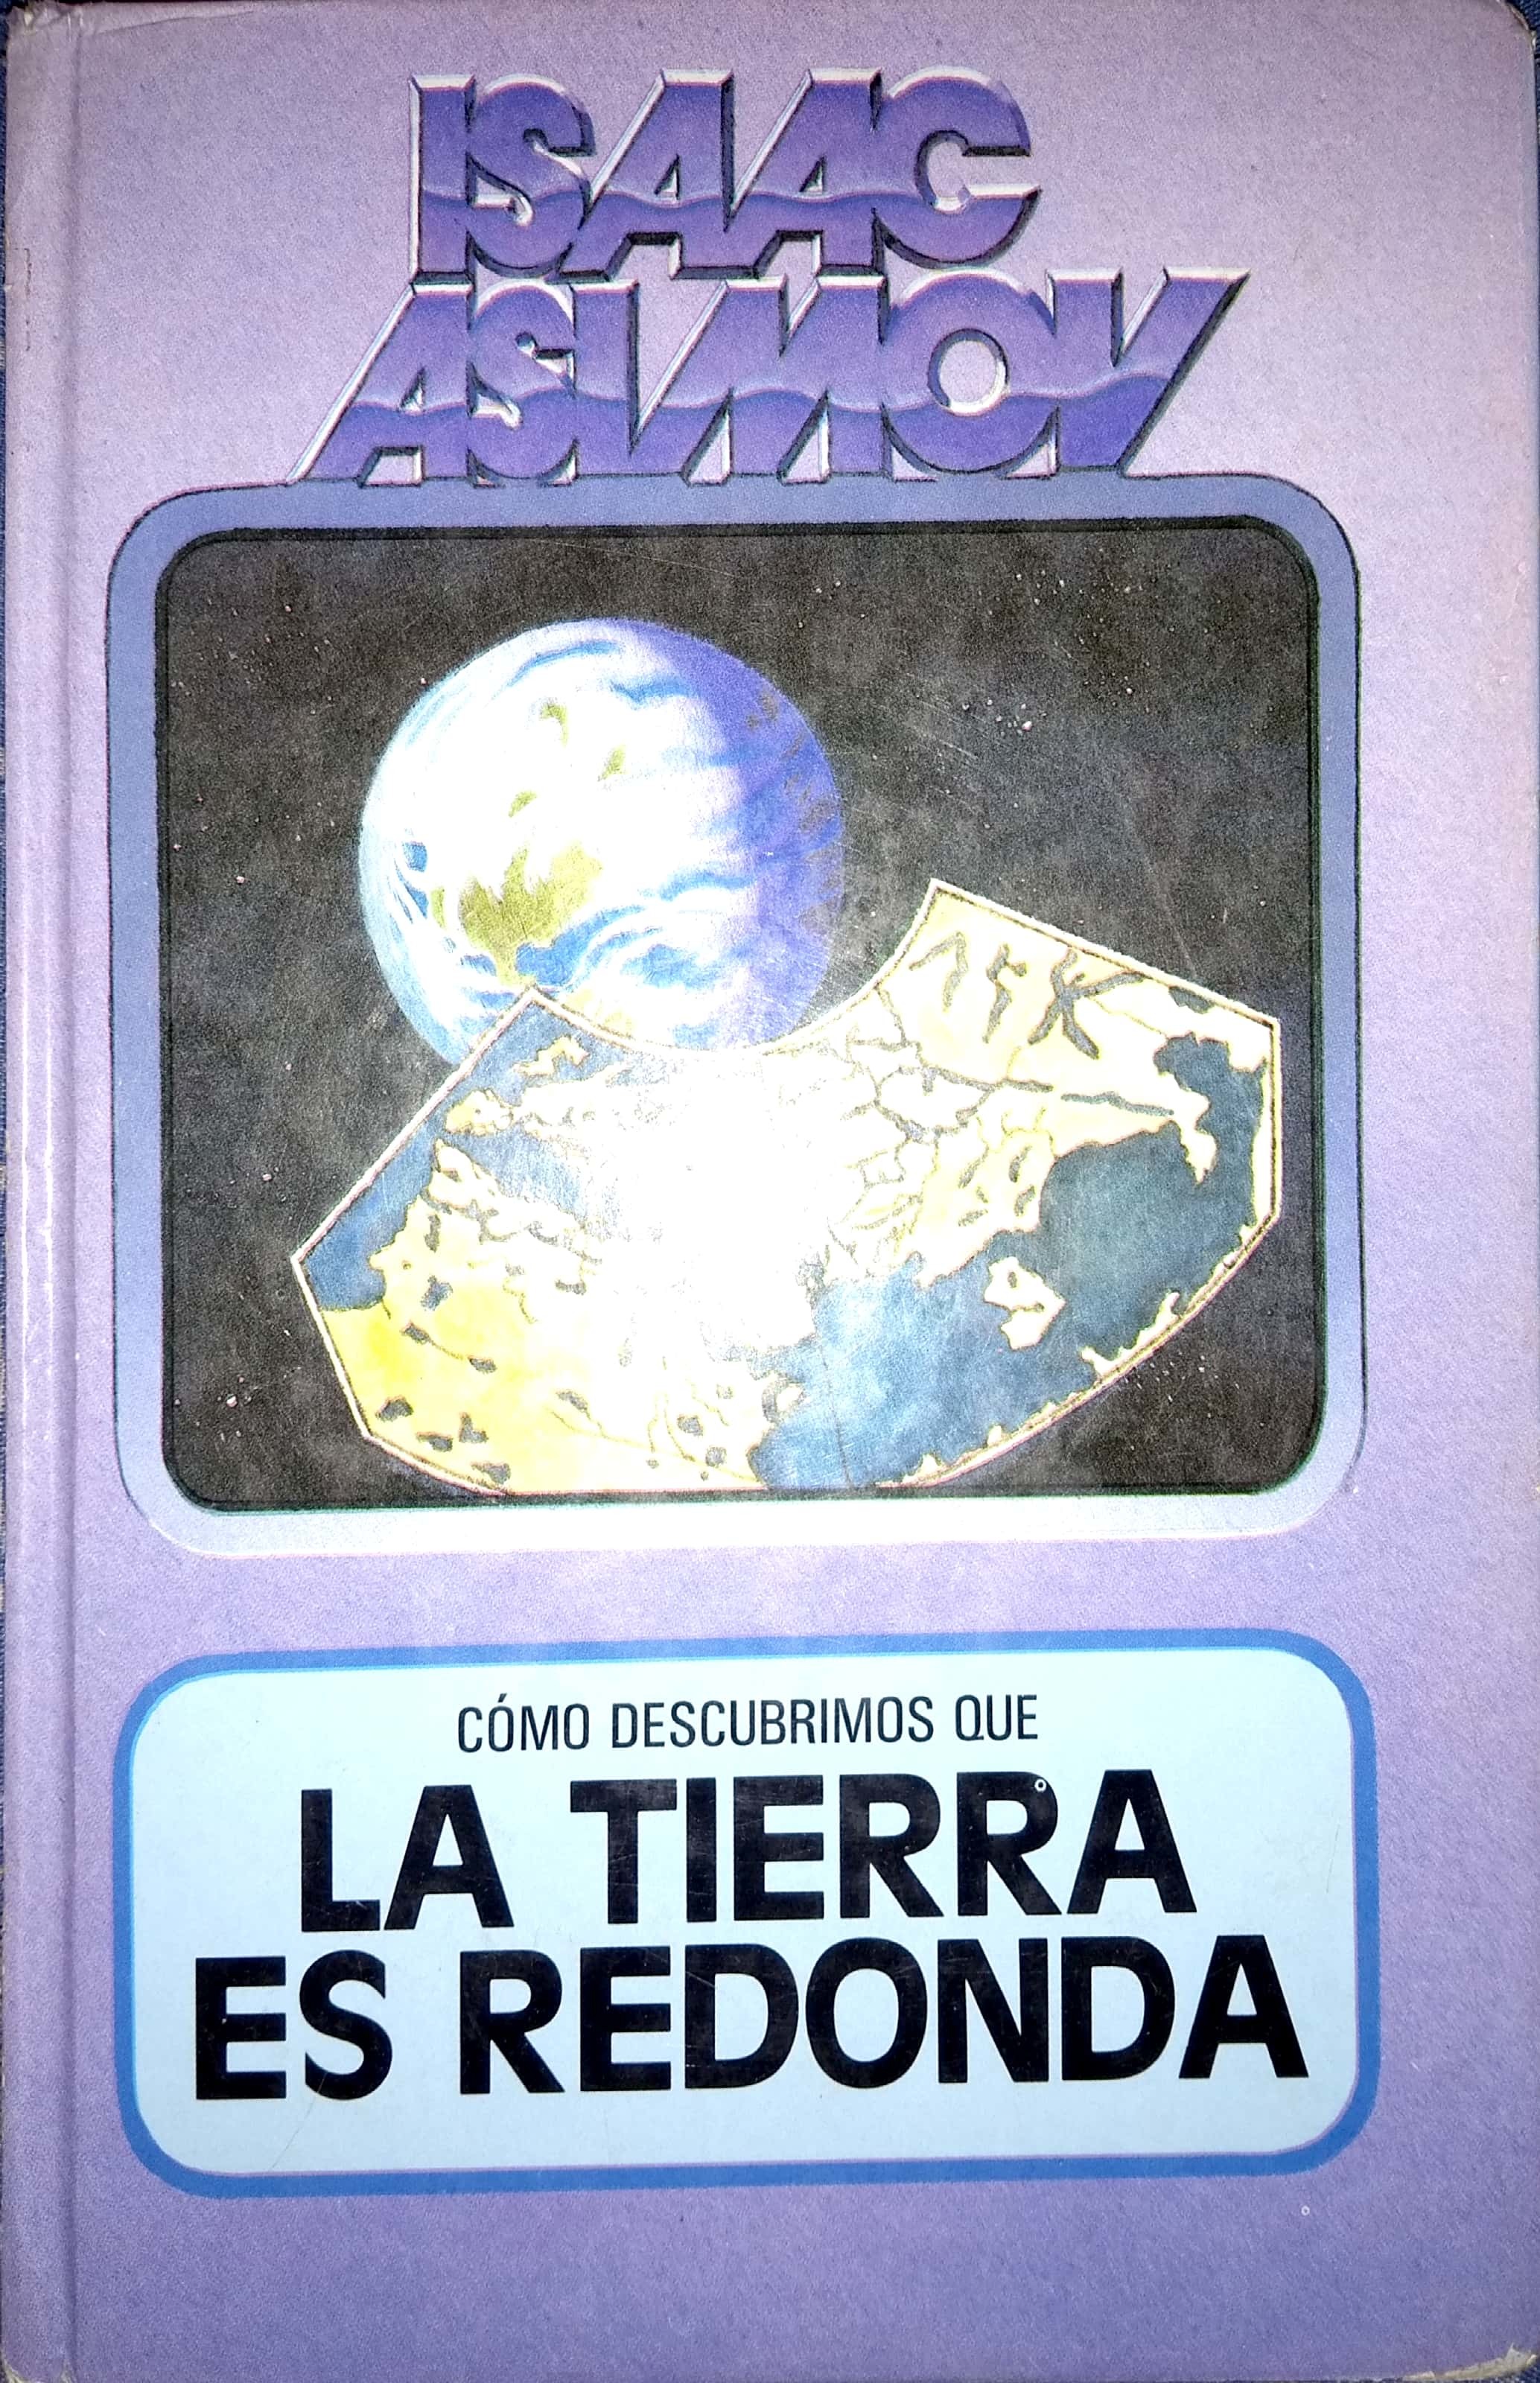 ISAAC
ASIMOV
CÓMO DESCUBRIMOS QUE
LA TIERRA
ES REDONDA